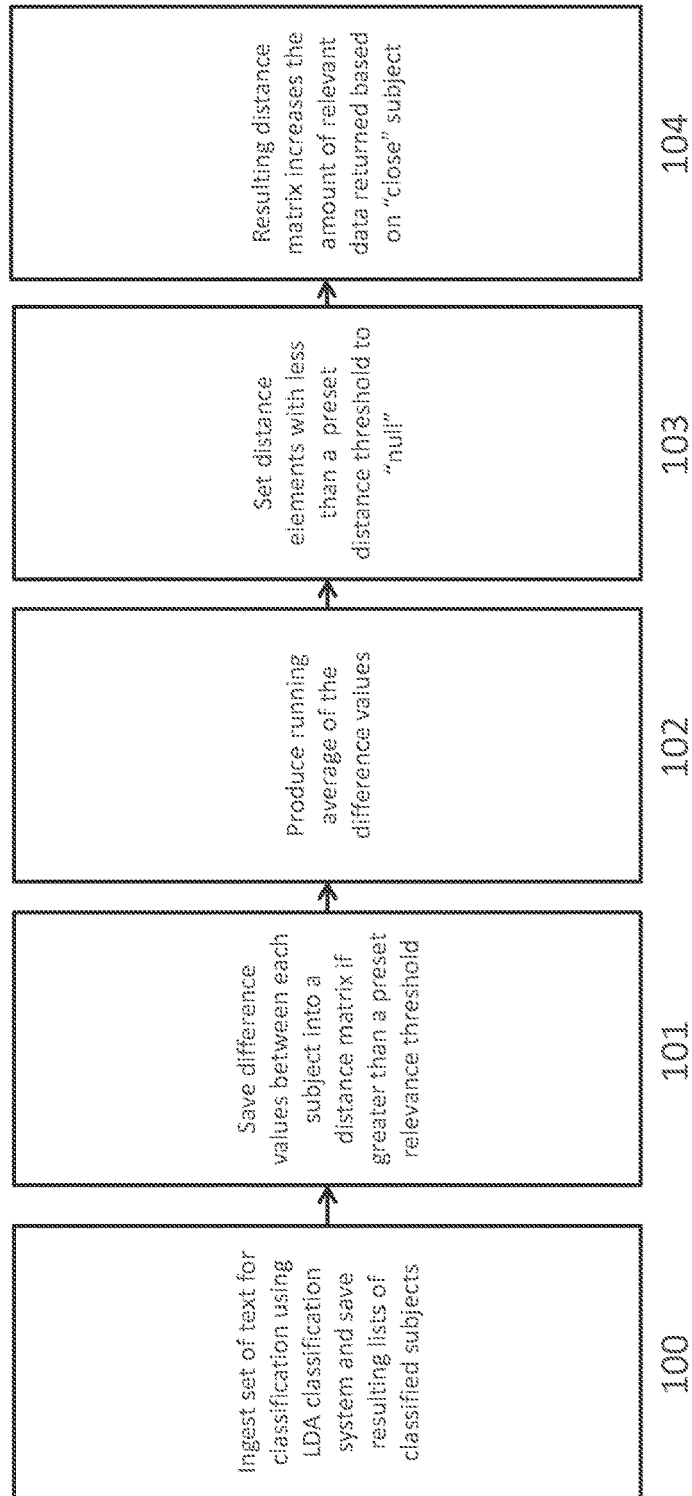 Ingest set of text for
classification using
LDA classification
system and save
resulting lists of
classified subjects
100
Save difference
values between each
subject into a
distance matrix if
greater than a preset
relevance threshold
101
Produce running
average of the
difference values
102
Set distance
elements with less
than a preset
distance threshold to
"null"
103
Resulting distance
matrix increases the
amount of relevant
data returned based
on "close" subject
104